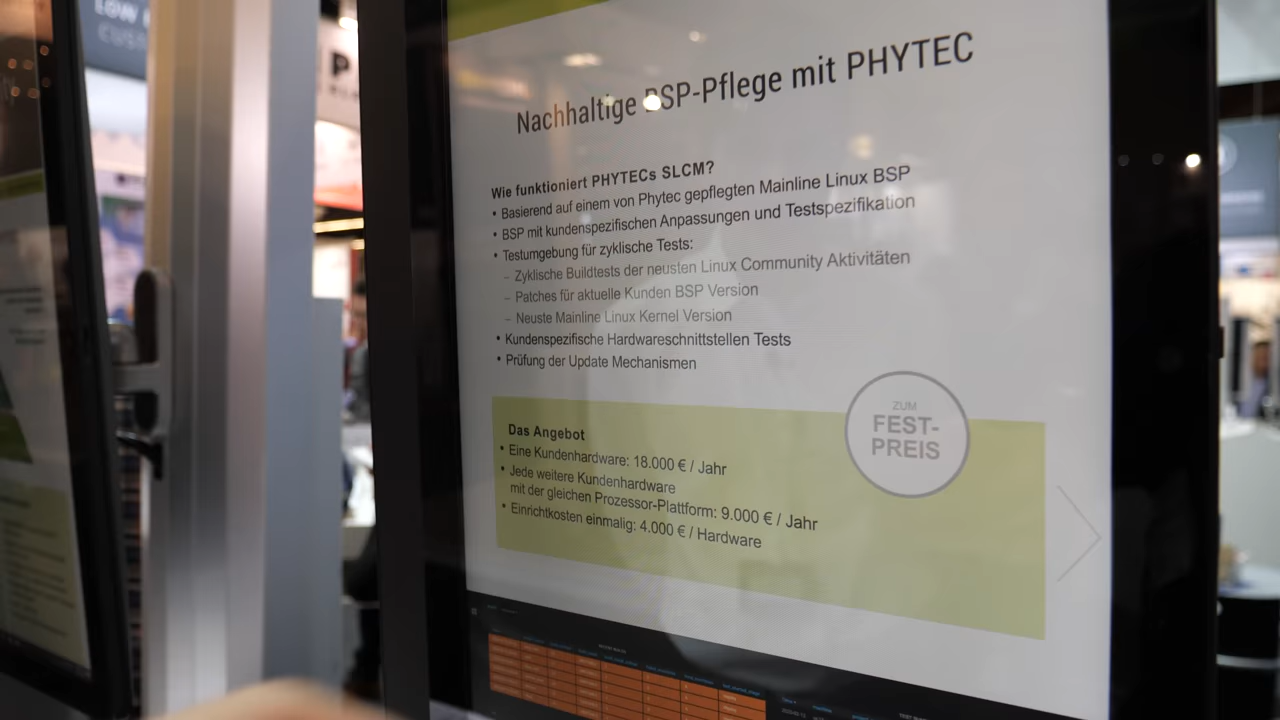 LOW
CUST
P
Nachhaltige BSP-Pflege mit PHYTEC
Wie funktioniert PHYTECs SLCM?
• Basierend auf einem von Phytec gepflegten Mainline Linux BSP
• BSP mit kundenspezifischen Anpassungen und Testspezifikation
• Testumgebung für zyklische Tests:
– Zyklische Buildtests der neusten Linux Community Aktivitäten
– Patches für aktuelle Kunden BSP Version
– Neuste Mainline Linux Kernel Version
• Kundenspezifische Hardwareschnittstellen Tests
• Prüfung der Update Mechanismen
ZUM
FEST-
PREIS
Das Angebot
• Eine Kundenhardware: 18.000 € / Jahr
• Jede weitere Kundenhardware
mit der gleichen Prozessor-Plattform: 9.000 € / Jahr
• Einrichtkosten einmalig: 4.000 € / Hardware